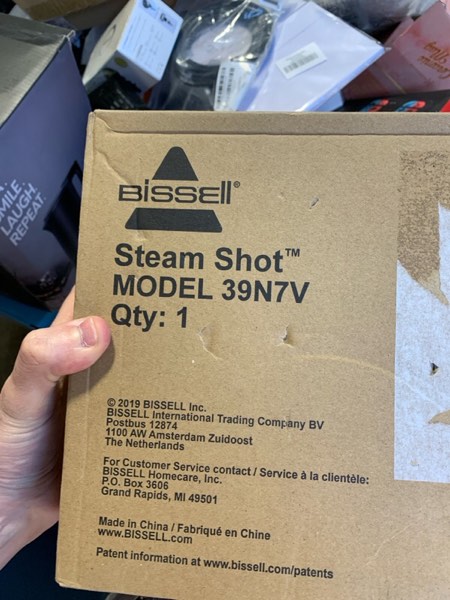 SMILE
LAUGH.
REPEAT.
BISSELL®
Steam Shot™
MODEL 39N7V
Qty: 1
© 2019 BISSELL Inc.
BISSELL International Trading Company BV
Postbus 12874
1100 AW Amsterdam Zuidoost
The Netherlands
For Customer Service contact / Service à la clientèle:
BISSELL Homecare, Inc.
P.O. Box 3606
Grand Rapids, MI 49501
Made in China / Fabriqué en Chine
www.BISSELL.com
Patent information at www.bissell.com/patents